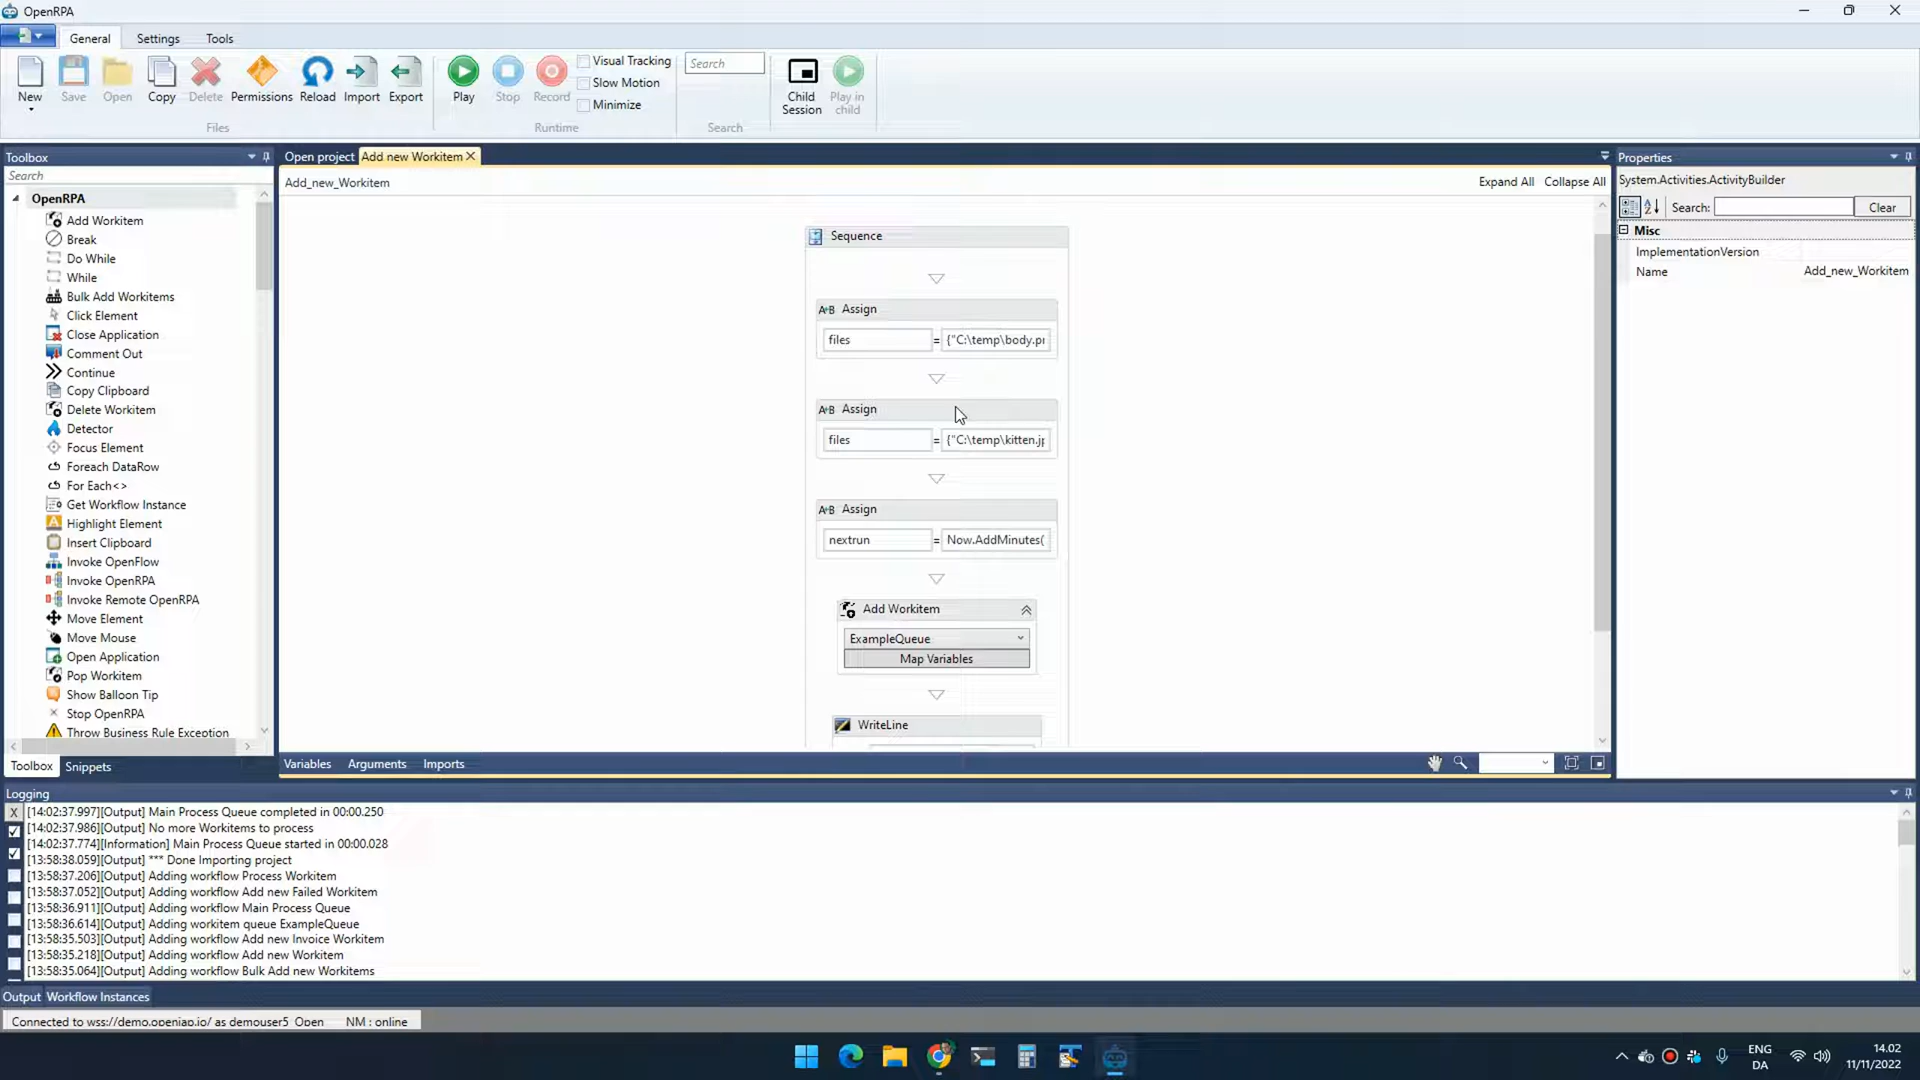 OpenRPA
General Settings Tools
New Save Open Copy Delete Permissions Reload Import Export
Files
Play Stop Record
Visual Tracking
Slow Motion
Minimize
Runtime
Search
Search
Child Session
Play in child
Toolbox
Search
OpenRPA
Add Workitem
Break
Do While
While
Bulk Add Workitems
Click Element
Close Application
Comment Out
Continue
Copy Clipboard
Delete Workitem
Detector
Focus Element
Foreach DataRow
For Each<>
Get Workflow Instance
Highlight Element
Insert Clipboard
Invoke OpenFlow
Invoke OpenRPA
Invoke Remote OpenRPA
Move Element
Move Mouse
Open Application
Pop Workitem
Show Balloon Tip
Stop OpenRPA
Throw Business Rule Exception
Toolbox Snippets
Open project Add new Workitem
Add_new_Workitem
Expand All Collapse All
Sequence
A+B Assign
files = {"C:\temp\body.pr
A+B Assign
files = {"C:\temp\kitten.jp
A+B Assign
nextrun = Now.AddMinutes(
Add Workitem
ExampleQueue
Map Variables
WriteLine
Variables Arguments Imports
Properties
System.Activities.ActivityBuilder
Search: Clear
Misc
ImplementationVersion
Name Add_new_Workitem
Logging
X
[14:02:37.997][Output] Main Process Queue completed in 00:00.250
[14:02:37.986][Output] No more Workitems to process
[14:02:37.774][Information] Main Process Queue started in 00:00.028
[13:58:38.059][Output] *** Done Importing project
[13:58:37.206][Output] Adding workflow Process Workitem
[13:58:37.052][Output] Adding workflow Add new Failed Workitem
[13:58:36.911][Output] Adding workflow Main Process Queue
[13:58:36.614][Output] Adding workitem queue ExampleQueue
[13:58:35.503][Output] Adding workflow Add new Invoice Workitem
[13:58:35.218][Output] Adding workflow Add new Workitem
[13:58:35.064][Output] Adding workflow Bulk Add new Workitems
Output Workflow Instances
Connected to wss://demo.openiap.io/ as demouser5 Open NM : online
ENG
DA
14.02
11/11/2022